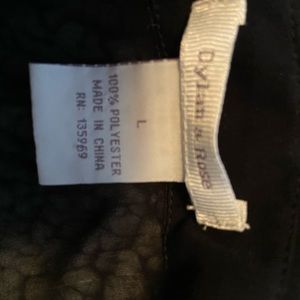 Dylan & Rose
L
100% POLYESTER
MADE IN CHINA
RN: 135969